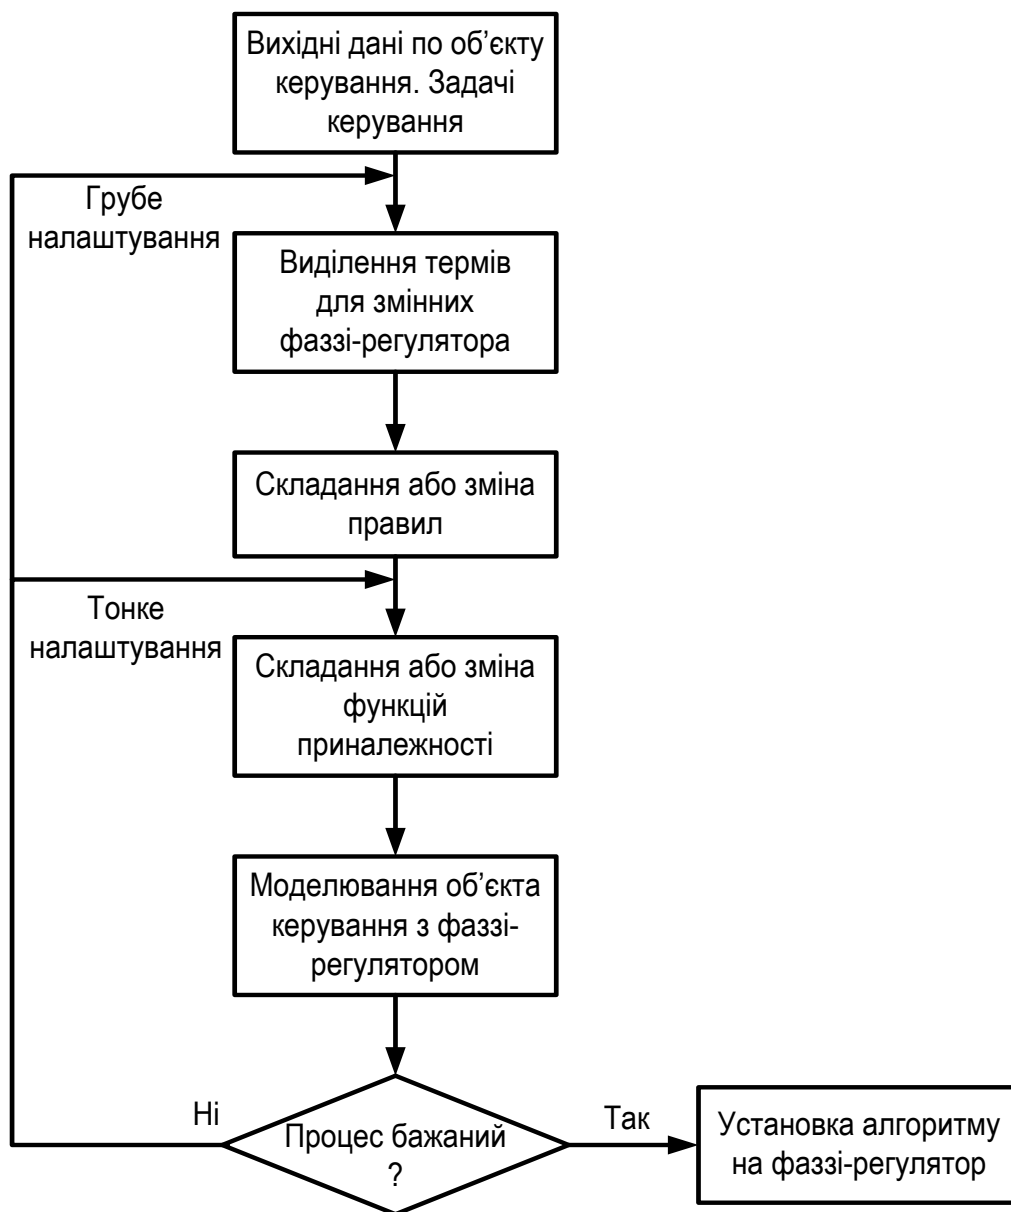 Вихідні дані по об’єкту
керування. Задачі
керування
Грубе
налаштування
Виділення термів
для змінних
фаззі-регулятора
Складання або зміна
правил
Тонке
налаштування
Складання або зміна
функцій
приналежності
Моделювання об’єкта
керування з фаззі-
регулятором
Ні
Процес бажаний
?
Так
Установка алгоритму
на фаззі-регулятор